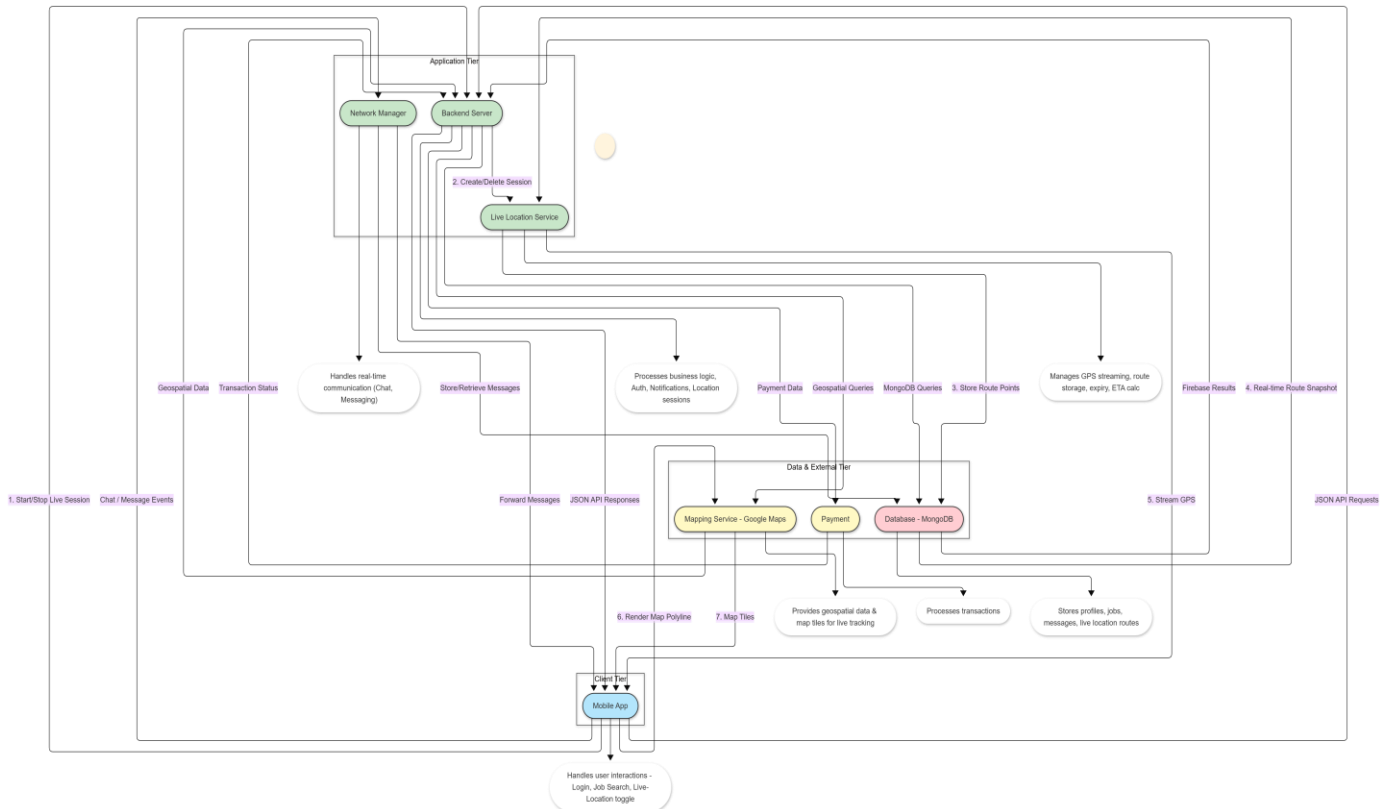 Application Tier
Network Manager
Backend Server
2. Create/Delete Session
Live Location Service
Geospatial Data
Transaction Status
Handles real-time
communication (Chat,
Messaging)
Store/Retrieve Messages
Processes business logic,
Auth, Notifications, Location
sessions
Payment Data
Geospatial Queries
MongoDB Queries
3. Store Route Points
Manages GPS streaming, route
storage, expiry, ETA calc
Firebase Results
4. Real-time Route Snapshot
Data & External Tier
1. Start/Stop Live Session
Chat / Message Events
Forward Messages
JSON API Responses
5. Stream GPS
JSON API Requests
Mapping Service - Google Maps
Payment
Database - MongoDB
6. Render Map Polyline
7. Map Tiles
Provides geospatial data &
map tiles for live tracking
Processes transactions
Stores profiles, jobs,
messages, live location routes
Client Tier
Mobile App
Handles user interactions -
Login, Job Search, Live-
Location toggle